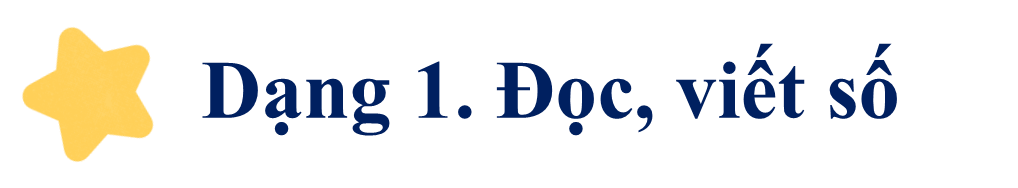 Dạng 1. Đọc, viết số